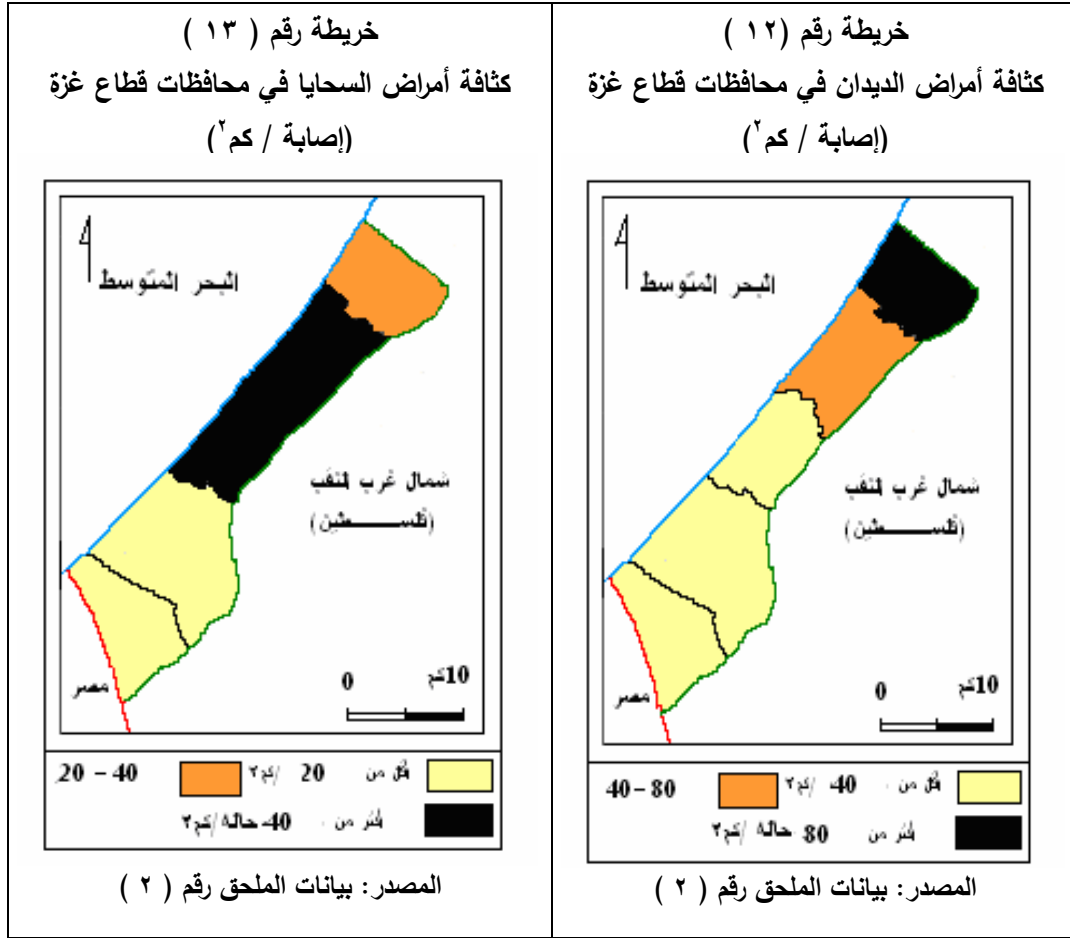 خريطة رقم (١٢ )
كثافة أمراض الديدان في محافظات قطاع غزة
(إصابة / كم٢)
البحر المتوسط
شمال غرب النقب
(فلســـــطين)
مصر
0 10كم
أقل من 40 /كم٢ 40 – 80
أكثر من 80 حالة /كم٢
المصدر: بيانات الملحق رقم ( ٢ )
خريطة رقم ( ١٣ )
كثافة أمراض السحايا في محافظات قطاع غزة
(إصابة / كم٢)
البحر المتوسط
شمال غرب النقب
(فلســـــطين)
مصر
0 10كم
أقل من 20 /كم٢ 20 – 40
أكثر من 40 حالة /كم٢
المصدر: بيانات الملحق رقم ( ٢ )